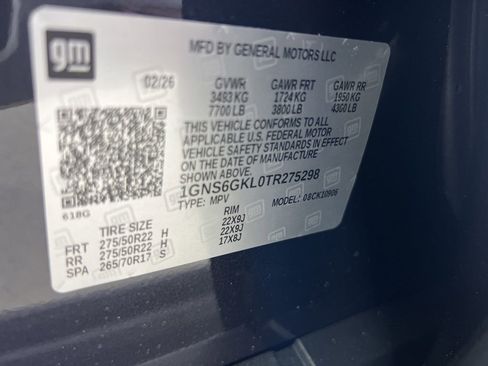 gm
MFD BY GENERAL MOTORS LLC
02/26 GVWR GAWR FRT GAWR RR
3493 KG 1724 KG 1950 KG
7700 LB 3800 LB 4300 LB
THIS VEHICLE CONFORMS TO ALL
APPLICABLE U.S. FEDERAL MOTOR
VEHICLE SAFETY STANDARDS IN EFFECT
ON THE DATE OF MANUFACTURE
SHOWN ABOVE.
1GNS6GKL0TR275298
618G TYPE: MPV MODEL: 08CK10906
TIRE SIZE RIM
FRT 275/50R22 H 22X9J
RR 275/50R22 H 22X9J
SPA 265/70R17 S 17X8J